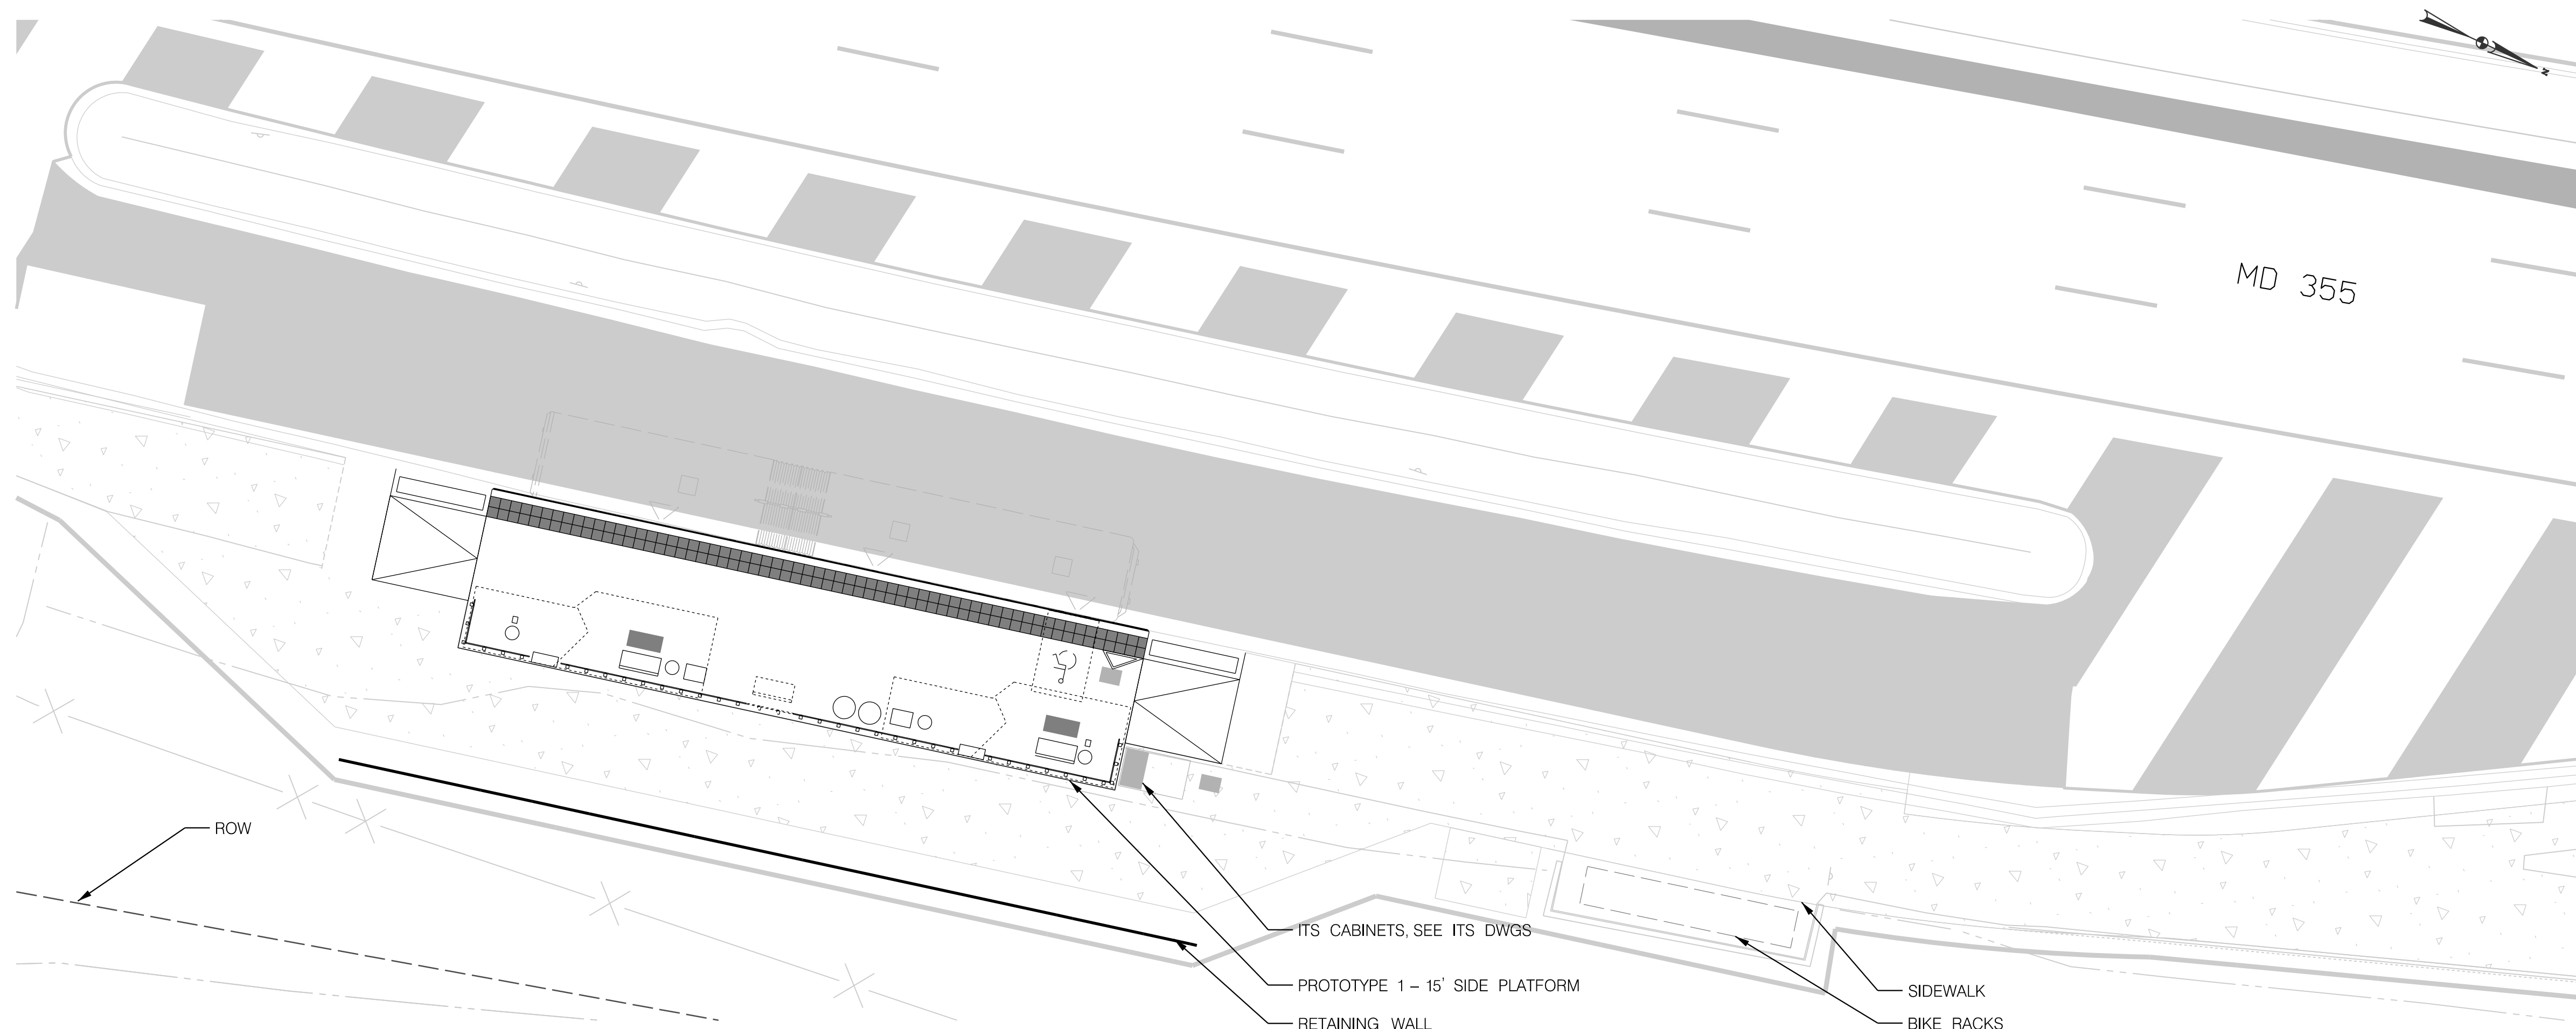 N
MD 355
ROW
ITS CABINETS, SEE ITS DWGS
PROTOTYPE 1 – 15' SIDE PLATFORM
SIDEWALK
RETAINING WALL
BIKE RACKS